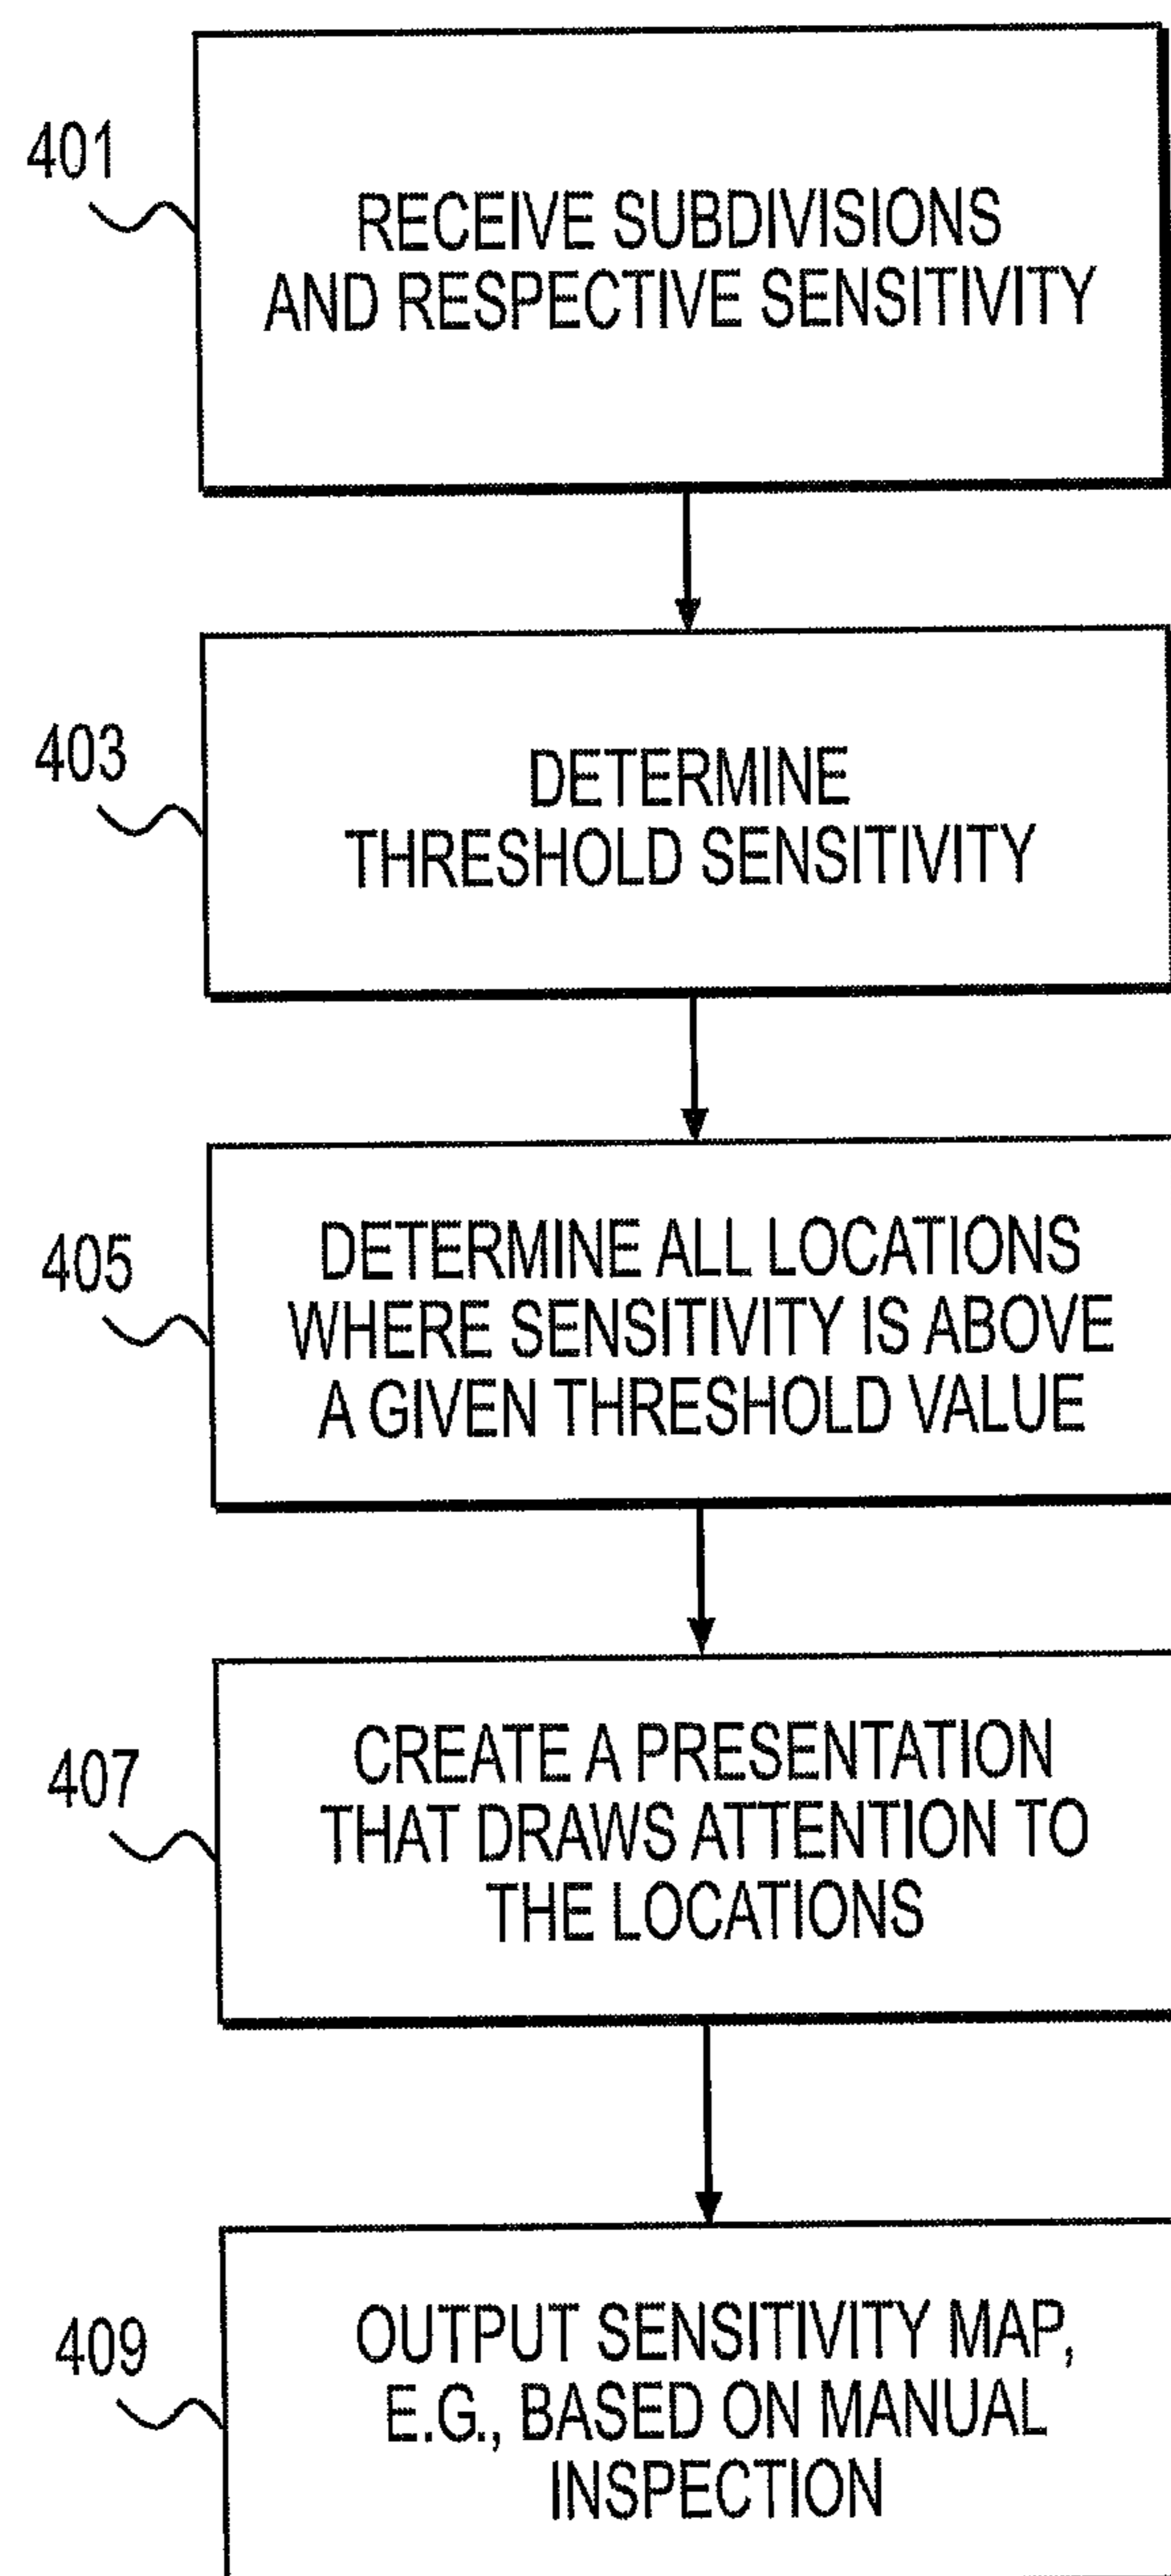 401
RECEIVE SUBDIVISIONS
AND RESPECTIVE SENSITIVITY
403
DETERMINE
THRESHOLD SENSITIVITY
405
DETERMINE ALL LOCATIONS
WHERE SENSITIVITY IS ABOVE
A GIVEN THRESHOLD VALUE
407
CREATE A PRESENTATION
THAT DRAWS ATTENTION TO
THE LOCATIONS
409
OUTPUT SENSITIVITY MAP,
E.G., BASED ON MANUAL
INSPECTION